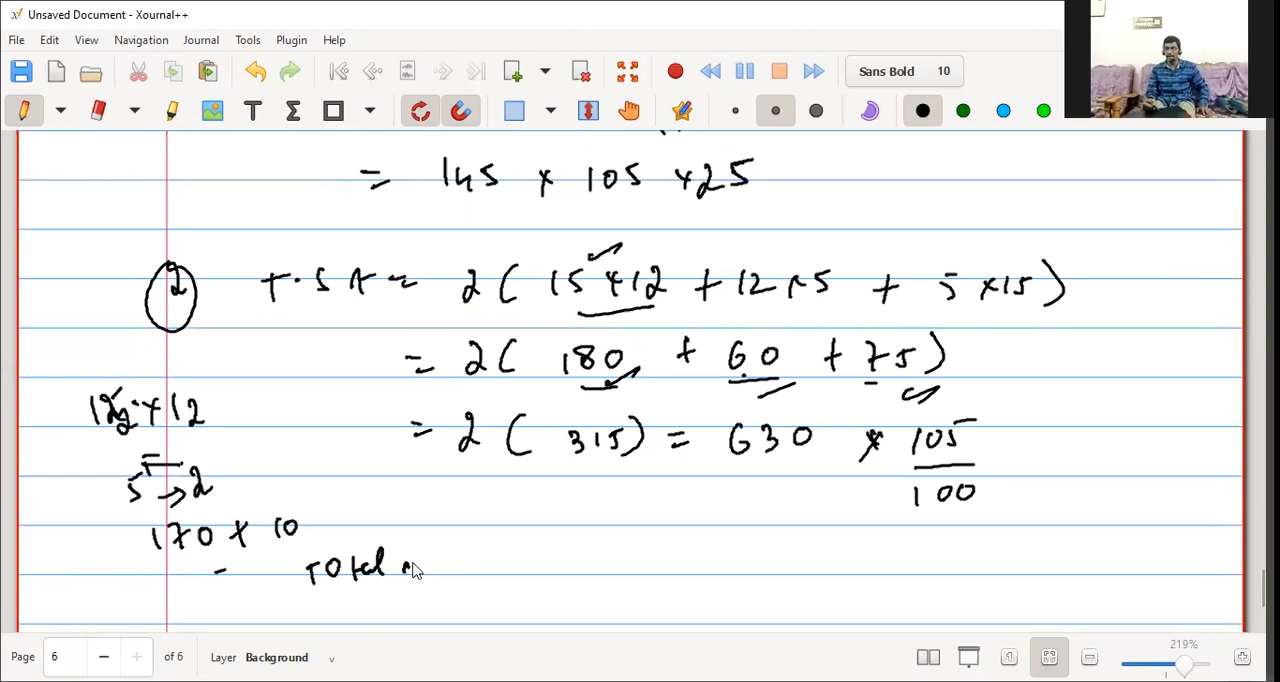 Unsaved Document - Xournal++
File Edit View Navigation Journal Tools Plugin Help
Sans Bold 10
= 145 × 105 × 25
2 T.SA = 2( 15×12 + 12×5 + 5×15)
= 2( 180 + 60 + 75)
= 2( 315) = 630 × 105
100
×12
5 → 2
170 × 10
Total
Page 6 of 6 Layer Background 219%